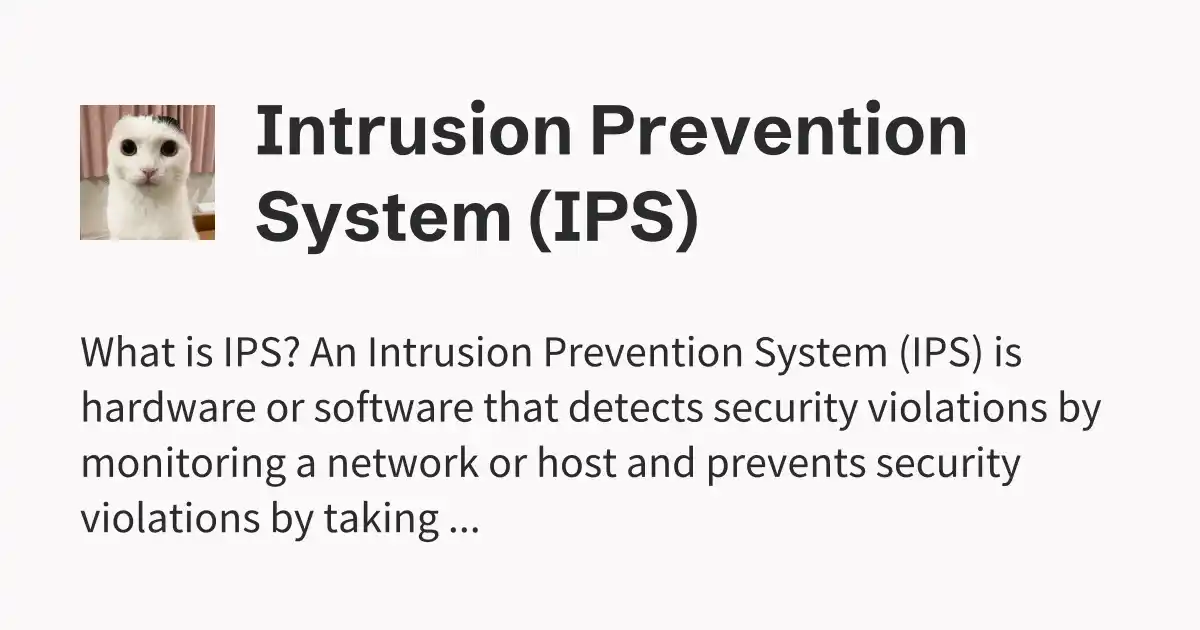 Intrusion Prevention
System (IPS)
What is IPS? An Intrusion Prevention System (IPS) is
hardware or software that detects security violations by
monitoring a network or host and prevents security
violations by taking ...